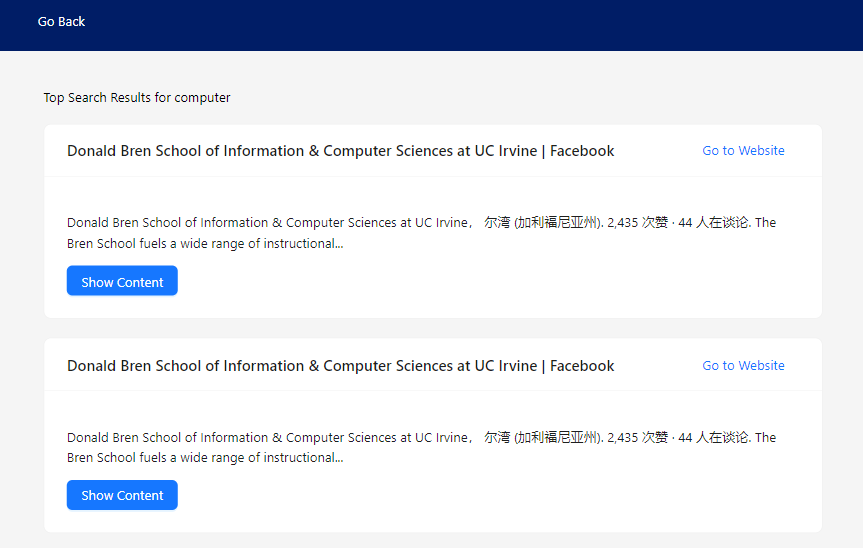 Go Back
Top Search Results for computer
Donald Bren School of Information & Computer Sciences at UC Irvine | Facebook
Go to Website
Donald Bren School of Information & Computer Sciences at UC Irvine， 尔湾 (加利福尼亚州). 2,435 次赞 · 44 人在谈论. The
Bren School fuels a wide range of instructional...
Show Content
Donald Bren School of Information & Computer Sciences at UC Irvine | Facebook
Go to Website
Donald Bren School of Information & Computer Sciences at UC Irvine， 尔湾 (加利福尼亚州). 2,435 次赞 · 44 人在谈论. The
Bren School fuels a wide range of instructional...
Show Content